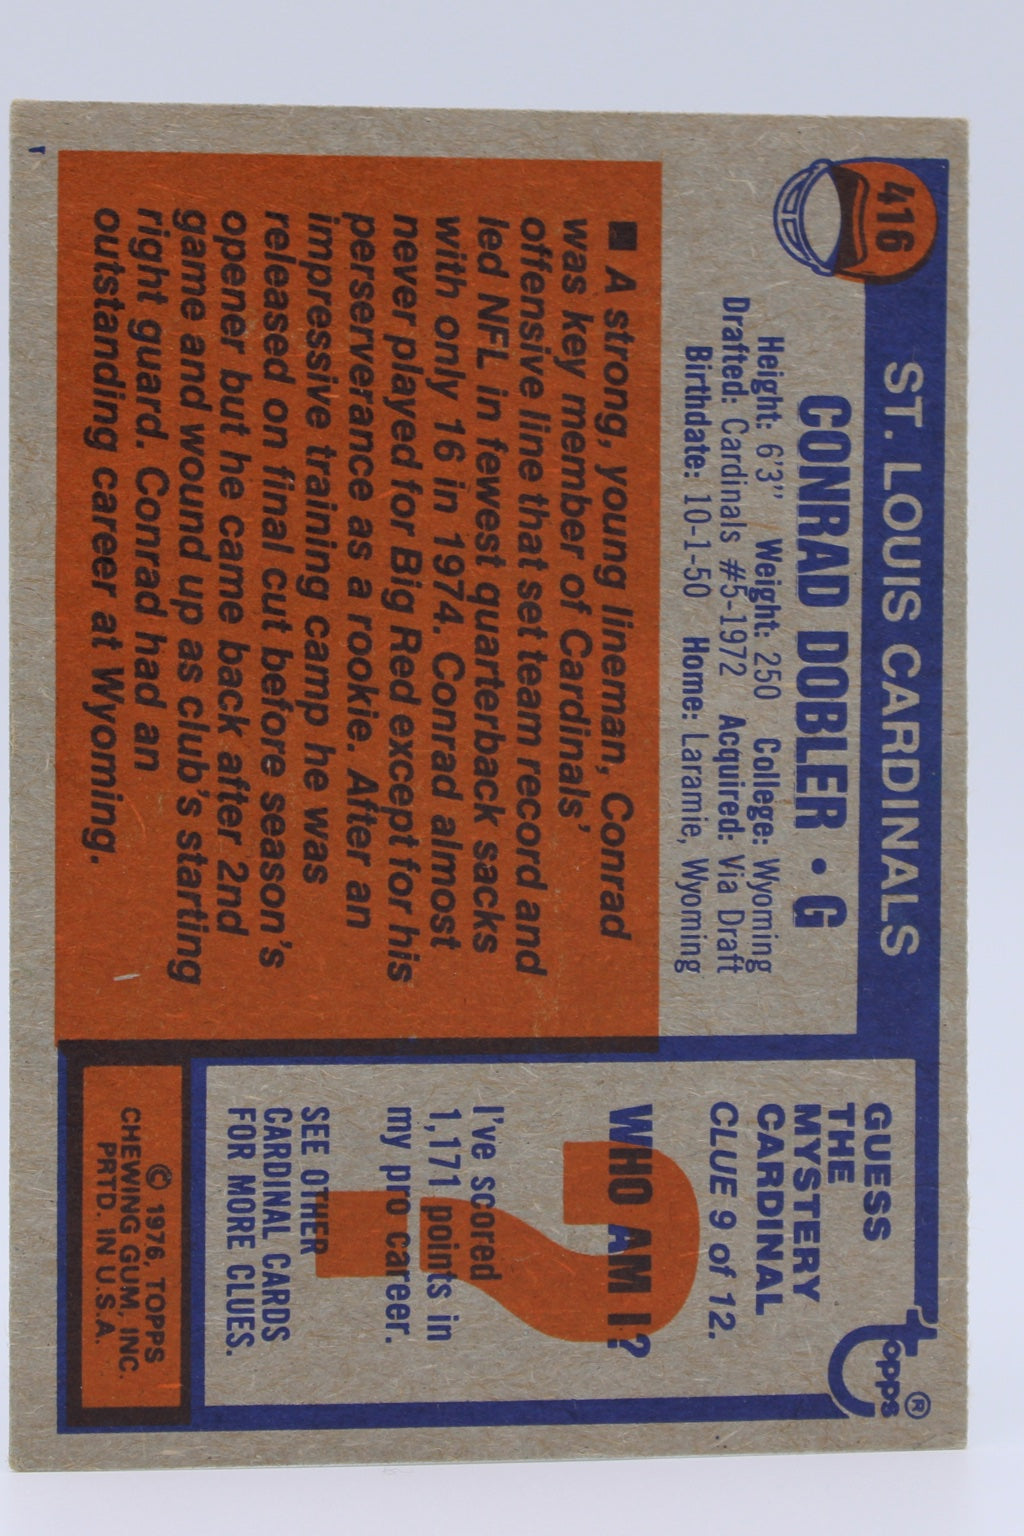 416
ST. LOUIS CARDINALS
CONRAD DOBLER • G
Height: 6'3" Weight: 250 College: Wyoming
Drafted: Cardinals #5-1972 Acquired: Via Draft
Birthdate: 10-1-50 Home: Laramie, Wyoming
■ A strong, young lineman, Conrad
was key member of Cardinals'
offensive line that set team record and
led NFL in fewest quarterback sacks
with only 16 in 1974. Conrad almost
never played for Big Red except for his
perserverance as a rookie. After an
impressive training camp he was
released on final cut before season's
opener but he came back after 2nd
game and wound up as club's starting
right guard. Conrad had an
outstanding career at Wyoming.
topps®
GUESS
THE
MYSTERY
CARDINAL
CLUE 9 of 12.
WHO AM I?
?
I've scored
1,171 points in
my pro career.
SEE OTHER
CARDINAL CARDS
FOR MORE CLUES.
© 1976, TOPPS
CHEWING GUM, INC.
PRTD. IN U.S.A.